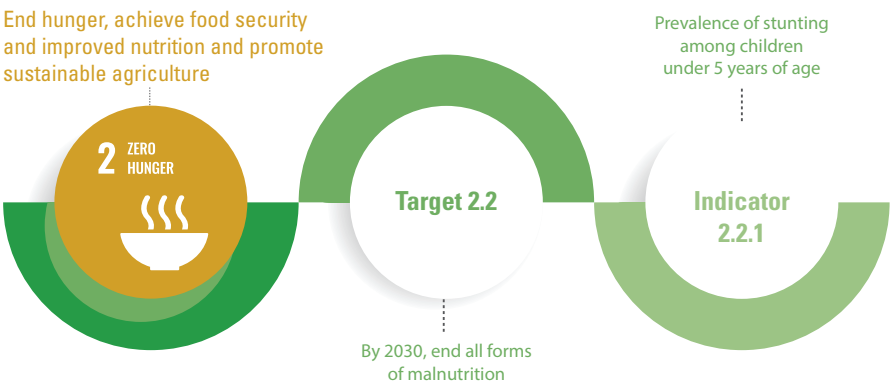 End hunger, achieve food security
and improved nutrition and promote
sustainable agriculture
2 ZERO
HUNGER
Target 2.2
By 2030, end all forms
of malnutrition
Prevalence of stunting
among children
under 5 years of age
Indicator
2.2.1